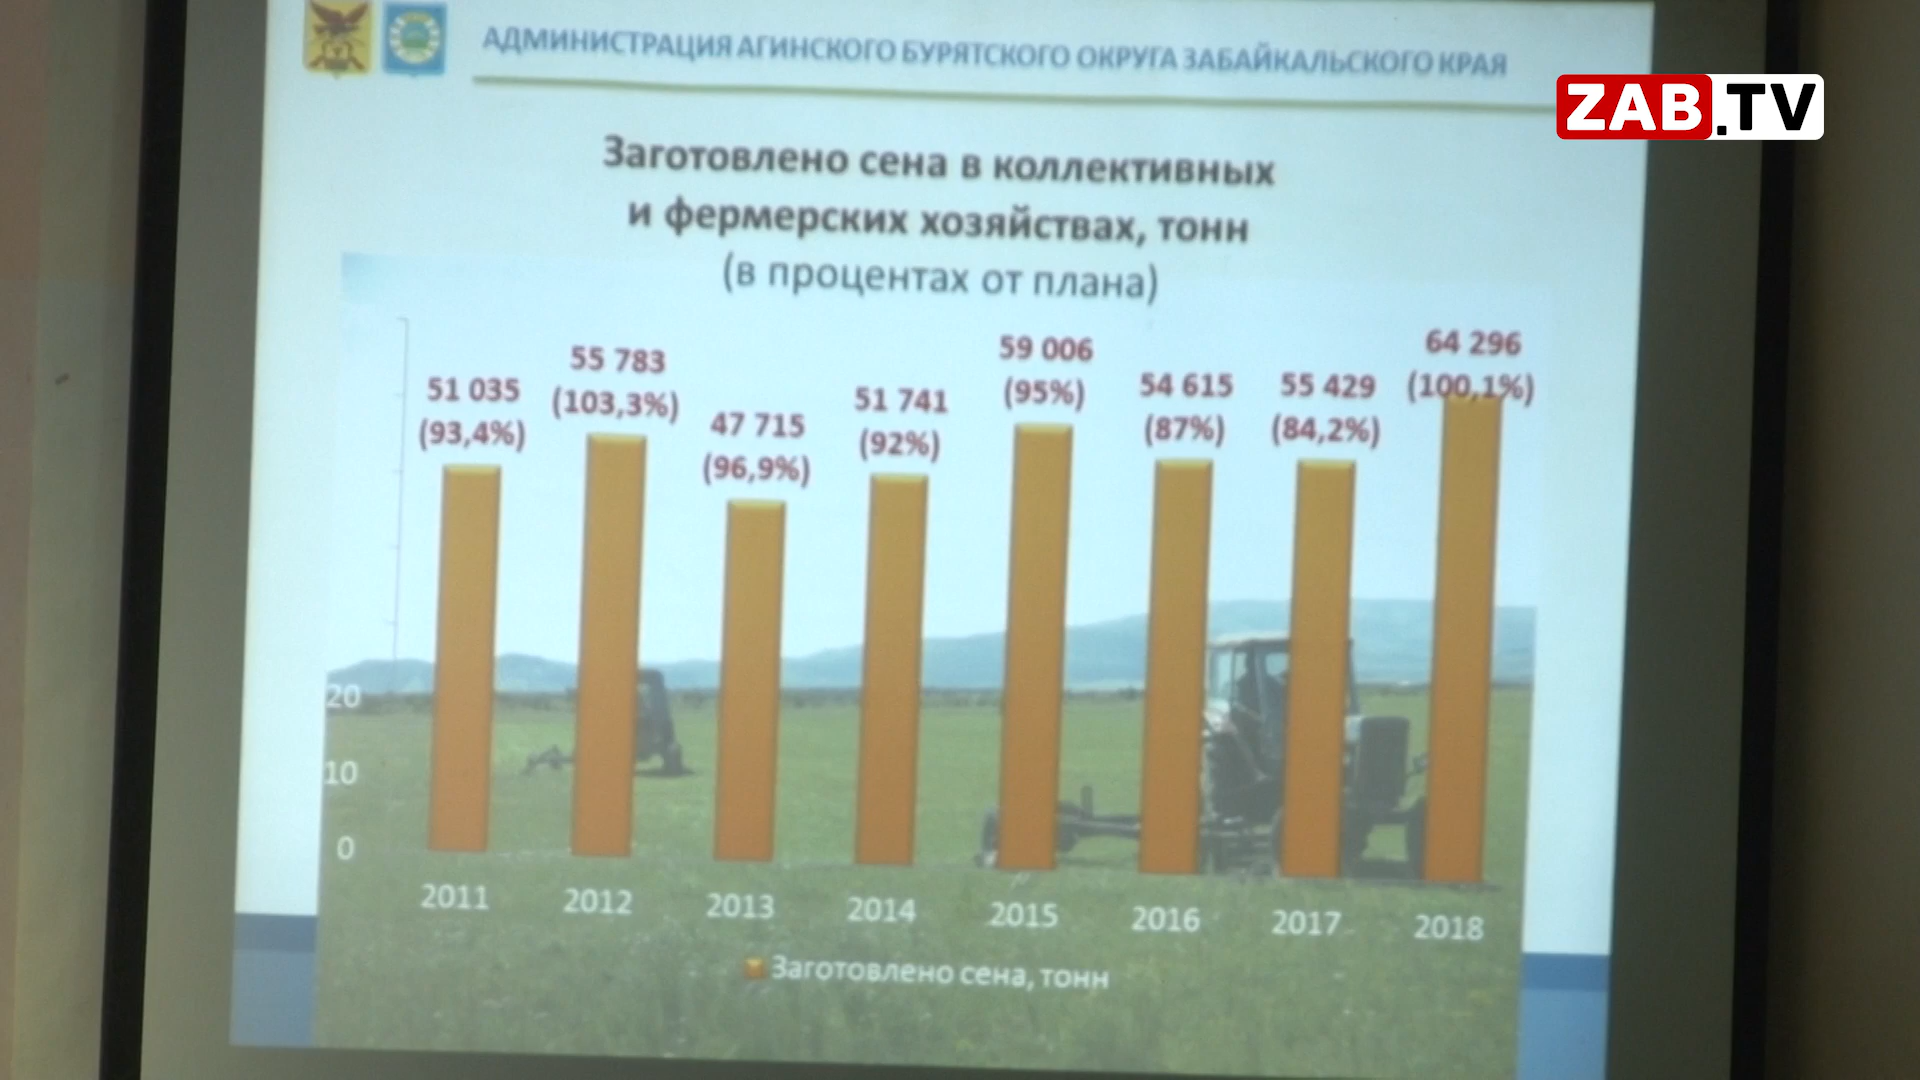 АДМИНИСТРАЦИЯ АГИНСКОГО БУРЯТСКОГО ОКРУГА ЗАБАЙКАЛЬСКОГО КРАЯ
ZAB.TV
Заготовлено сена в коллективных
и фермерских хозяйствах, тонн
(в процентах от плана)
51 035
(93,4%)
55 783
(103,3%)
47 715
(96,9%)
51 741
(92%)
59 006
(95%)
54 615
(87%)
55 429
(84,2%)
64 296
(100,1%)
20
10
0
2011 2012 2013 2014 2015 2016 2017 2018
Заготовлено сена, тонн